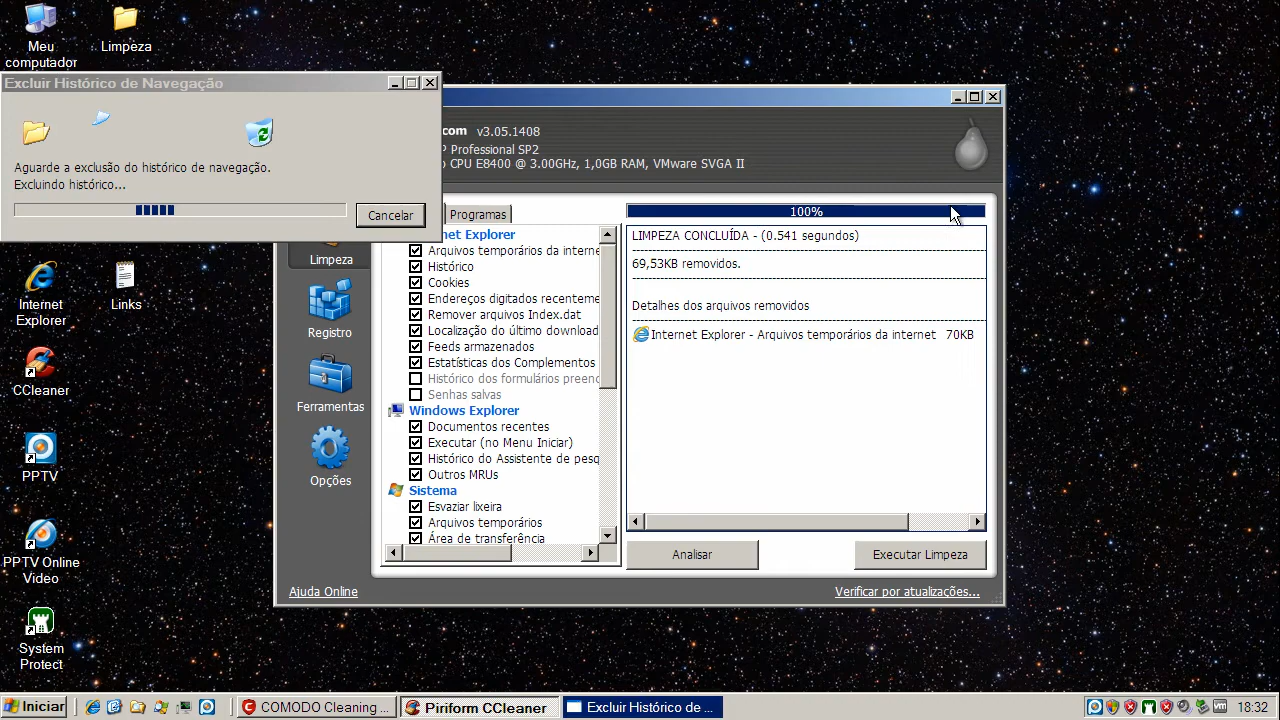 Meu
computador
Limpeza
Excluir Histórico de Navegação
Aguarde a exclusão do histórico de navegação.
Excluindo histórico...
Cancelar
com v3.05.1408
P Professional SP2
CPU E8400 @ 3.00GHz, 1,0GB RAM, VMware SVGA II
Programas
100%
net Explorer
Arquivos temporários da interne
Histórico
Cookies
Endereços digitados recenteme
Remover arquivos Index.dat
Localização do último download
Feeds armazenados
Estatísticas dos Complementos
Histórico dos formulários preenc
Senhas salvas
Windows Explorer
Documentos recentes
Executar (no Menu Iniciar)
Histórico do Assistente de pesq
Outros MRUs
Sistema
Esvaziar lixeira
Arquivos temporários
Área de transferência
LIMPEZA CONCLUÍDA - (0.541 segundos)
69,53KB removidos.
Detalhes dos arquivos removidos
Internet Explorer - Arquivos temporários da internet 70KB
Limpeza
Registro
Ferramentas
Opções
Analisar
Executar Limpeza
Ajuda Online
Verificar por atualizações...
Internet
Explorer
Links
CCleaner
PPTV
PPTV Online
Video
System
Protect
Iniciar
COMODO Cleaning ...
Piriform CCleaner
Excluir Histórico de ...
18:32